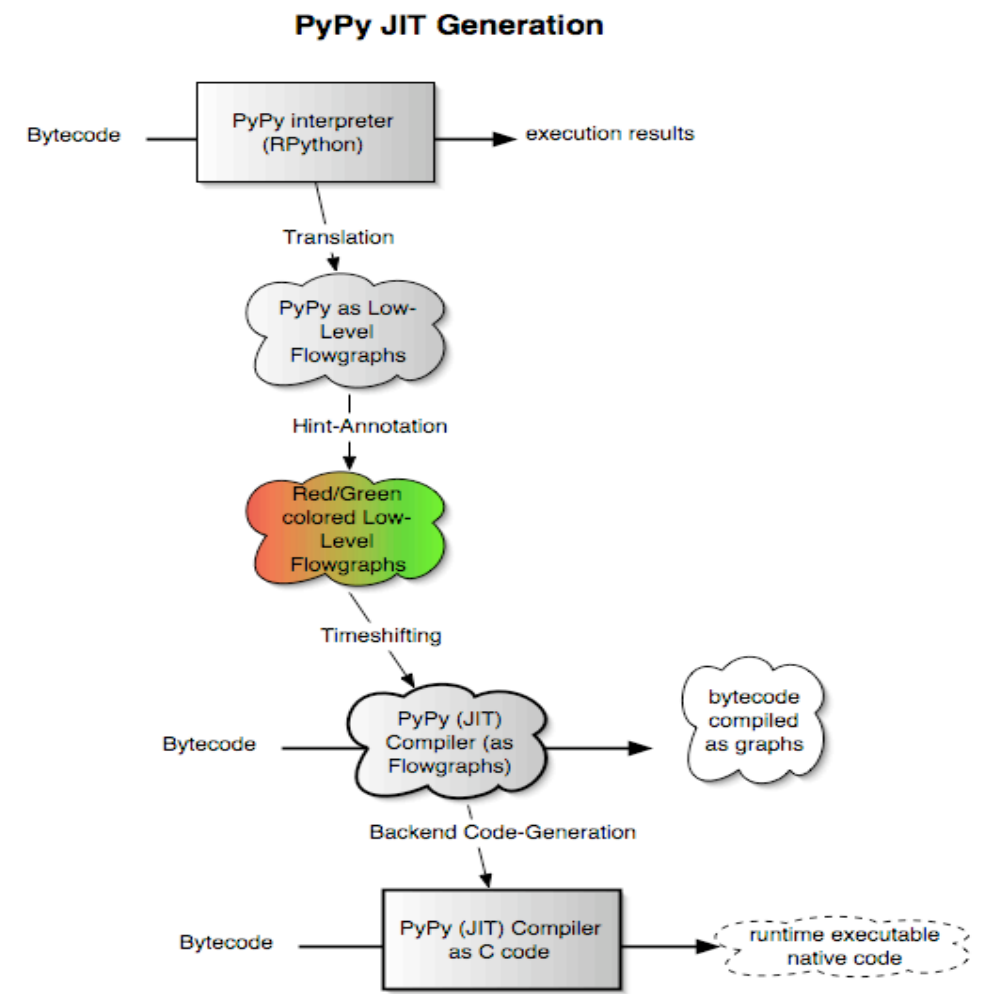 PyPy JIT Generation
Bytecode
PyPy interpreter
(RPython)
execution results
Translation
PyPy as Low-
Level
Flowgraphs
Hint-Annotation
Red/Green
colored Low-
Level
Flowgraphs
Timeshifting
Bytecode
PyPy (JIT)
Compiler (as
Flowgraphs)
bytecode
compiled
as graphs
Backend Code-Generation
Bytecode
PyPy (JIT) Compiler
as C code
runtime executable
native code